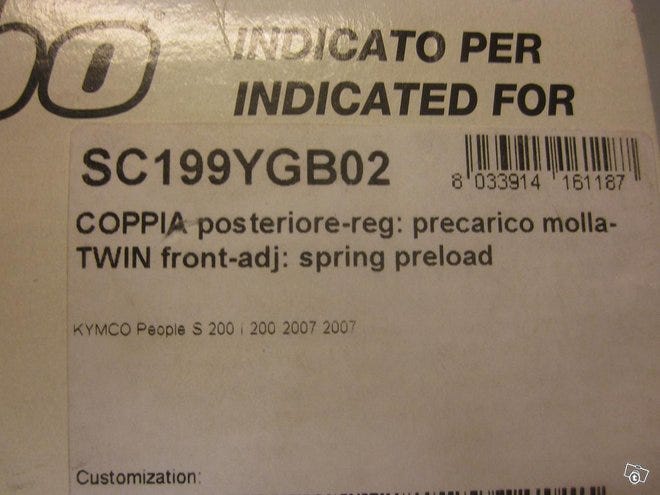 INDICATO PER
INDICATED FOR
SC199YGB02
8 033914 161187
COPPIA posteriore-reg: precarico molla-
TWIN front-adj: spring preload
KYMCO People S 200 i 200 2007 2007
Customization: